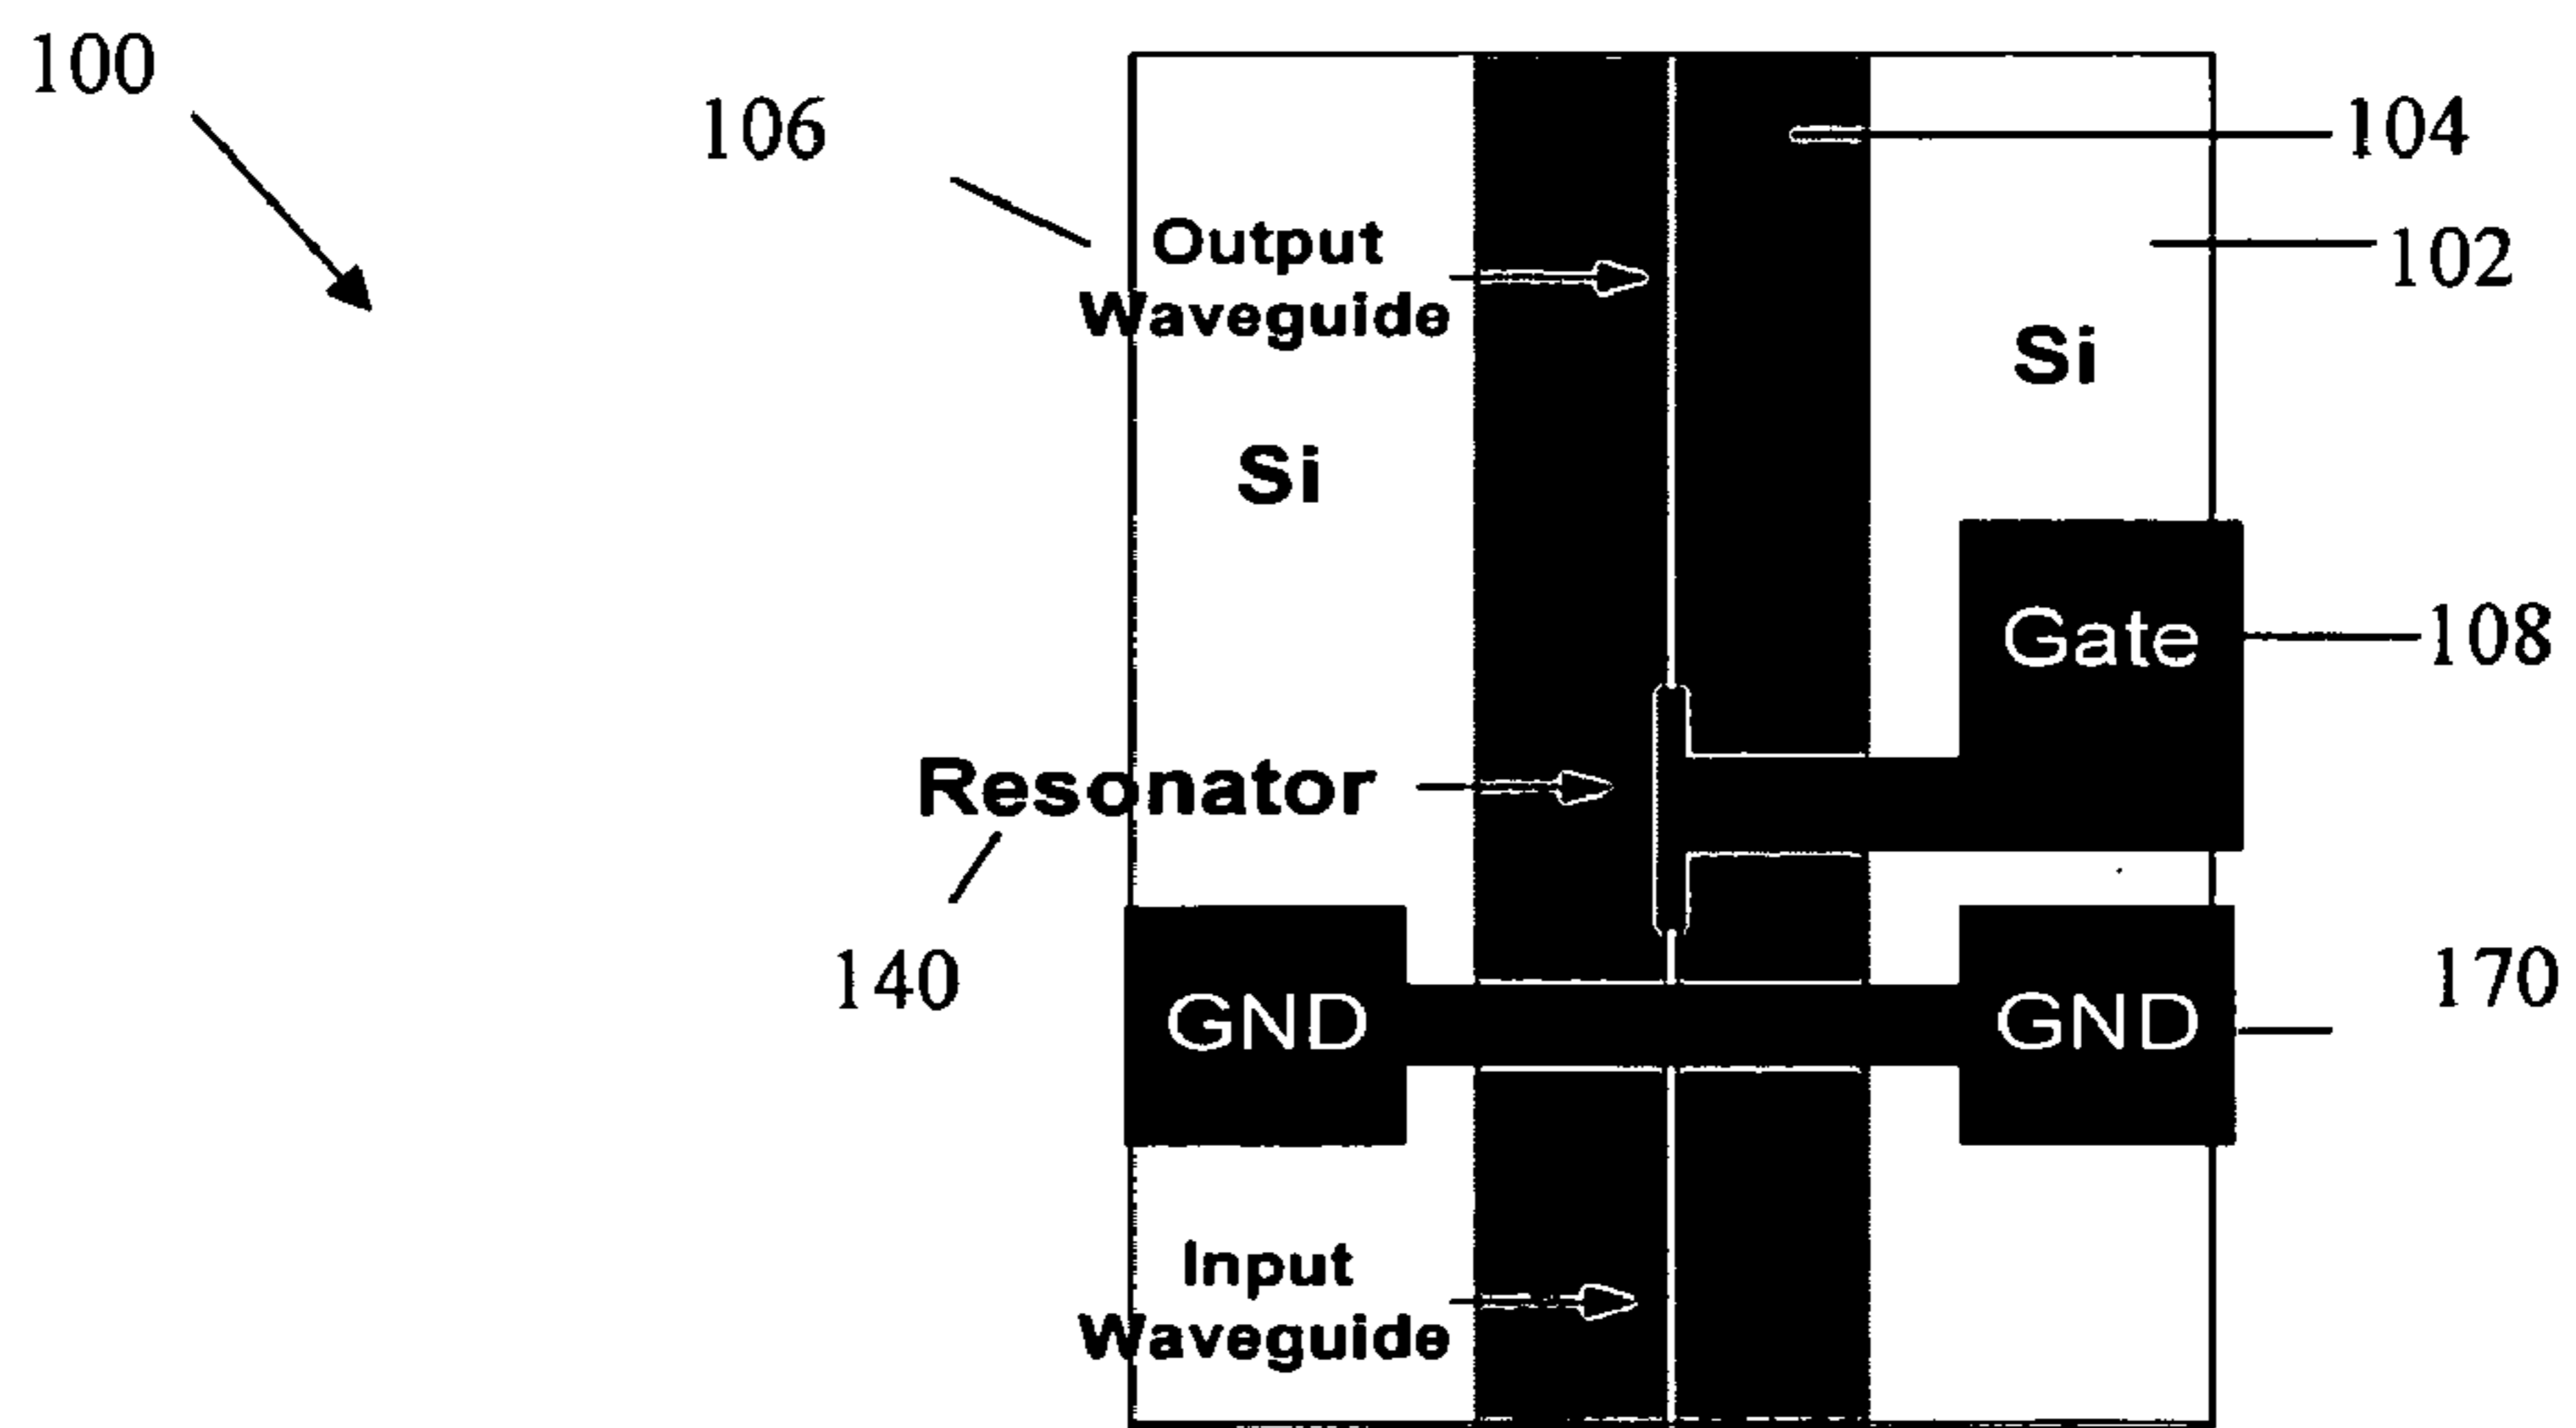 100
106
104
Output
Waveguide
102
Si
Si
Gate
108
Resonator
140
GND
GND
170
Input
Waveguide